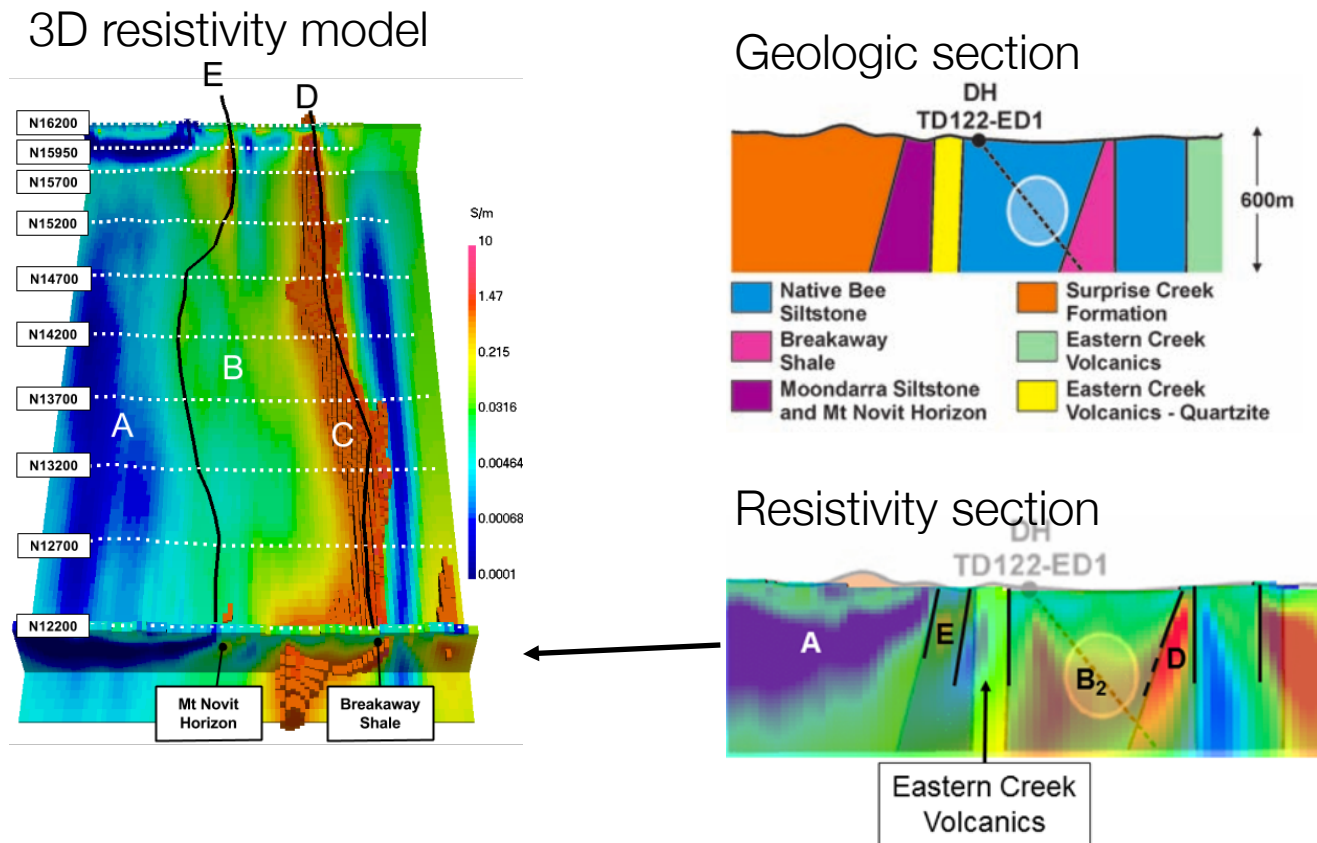 3D resistivity model
E
D
N16200
N15950
N15700
N15200
N14700
N14200
N13700
N13200
N12700
N12200
A
B
C
S/m
10
1.47
0.215
0.0316
0.00464
0.00068
0.0001
Mt Novit
Horizon
Breakaway
Shale
Geologic section
DH
TD122-ED1
600m
Native Bee
Siltstone
Breakaway
Shale
Moondarra Siltstone
and Mt Novit Horizon
Surprise Creek
Formation
Eastern Creek
Volcanics
Eastern Creek
Volcanics - Quartzite
Resistivity section
DH
TD122-ED1
A
E
B2
D
Eastern Creek
Volcanics